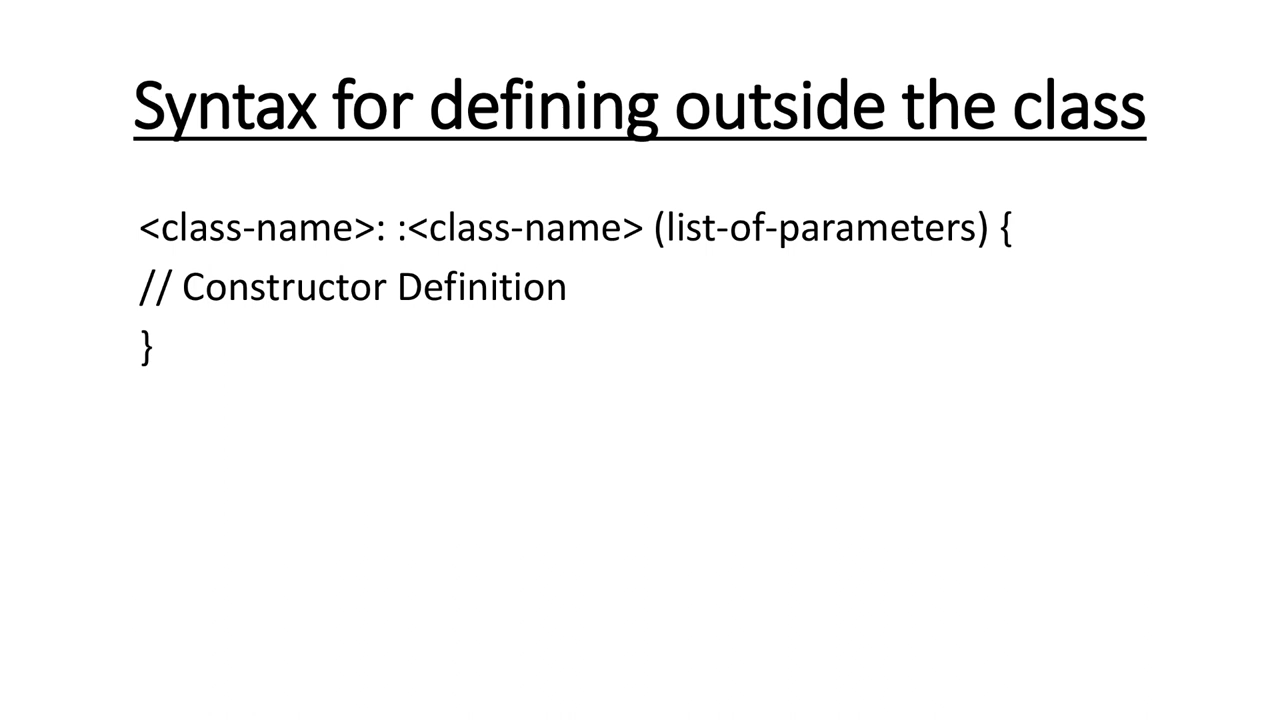 Syntax for defining outside the class
<class-name>: :<class-name> (list-of-parameters) {
// Constructor Definition
}